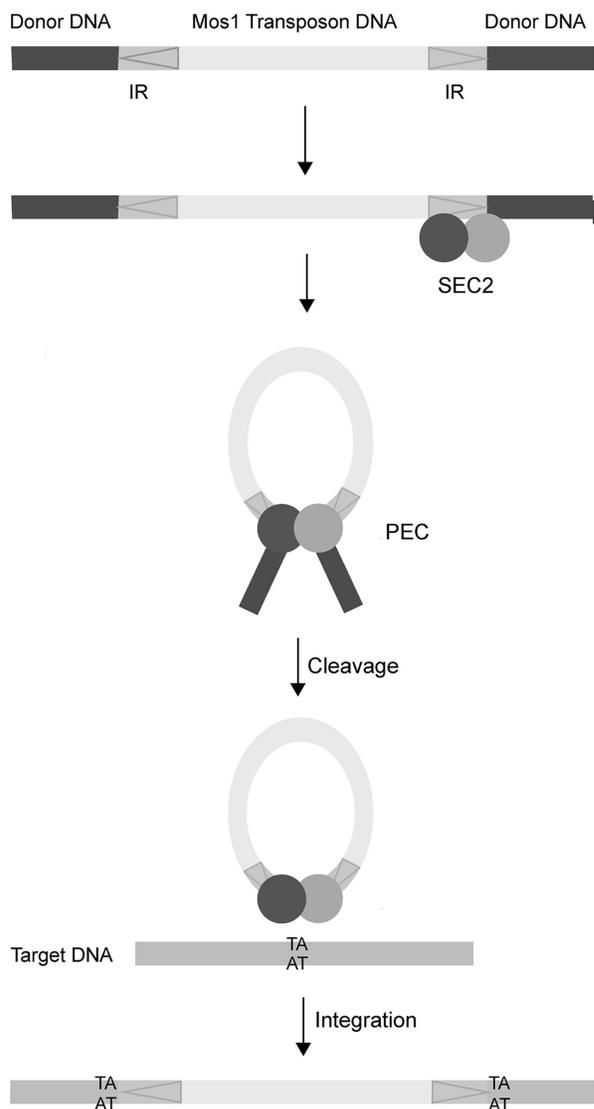 Donor DNA Mos1 Transposon DNA Donor DNA
IR IR
SEC2
PEC
Cleavage
TA
Target DNA
AT
Integration
TA TA
AT AT